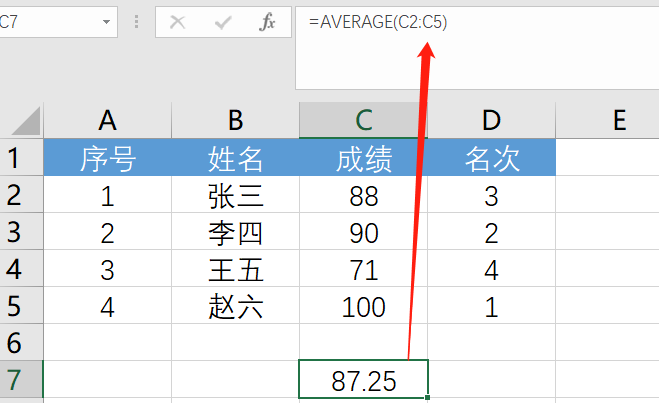 C7 fx =AVERAGE(C2:C5)
A B C D E
1 序号 姓名 成绩 名次
2 1 张三 88 3
3 2 李四 90 2
4 3 王五 71 4
5 4 赵六 100 1
6
7 87.25